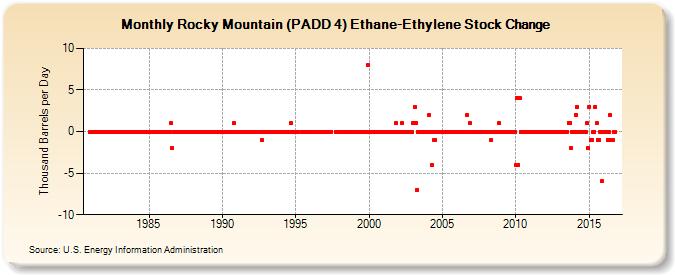 Monthly Rocky Mountain (PADD 4) Ethane-Ethylene Stock Change
Thousand Barrels per Day
10
5
0
-5
-10
1985 1990 1995 2000 2005 2010 2015
Source: U.S. Energy Information Administration